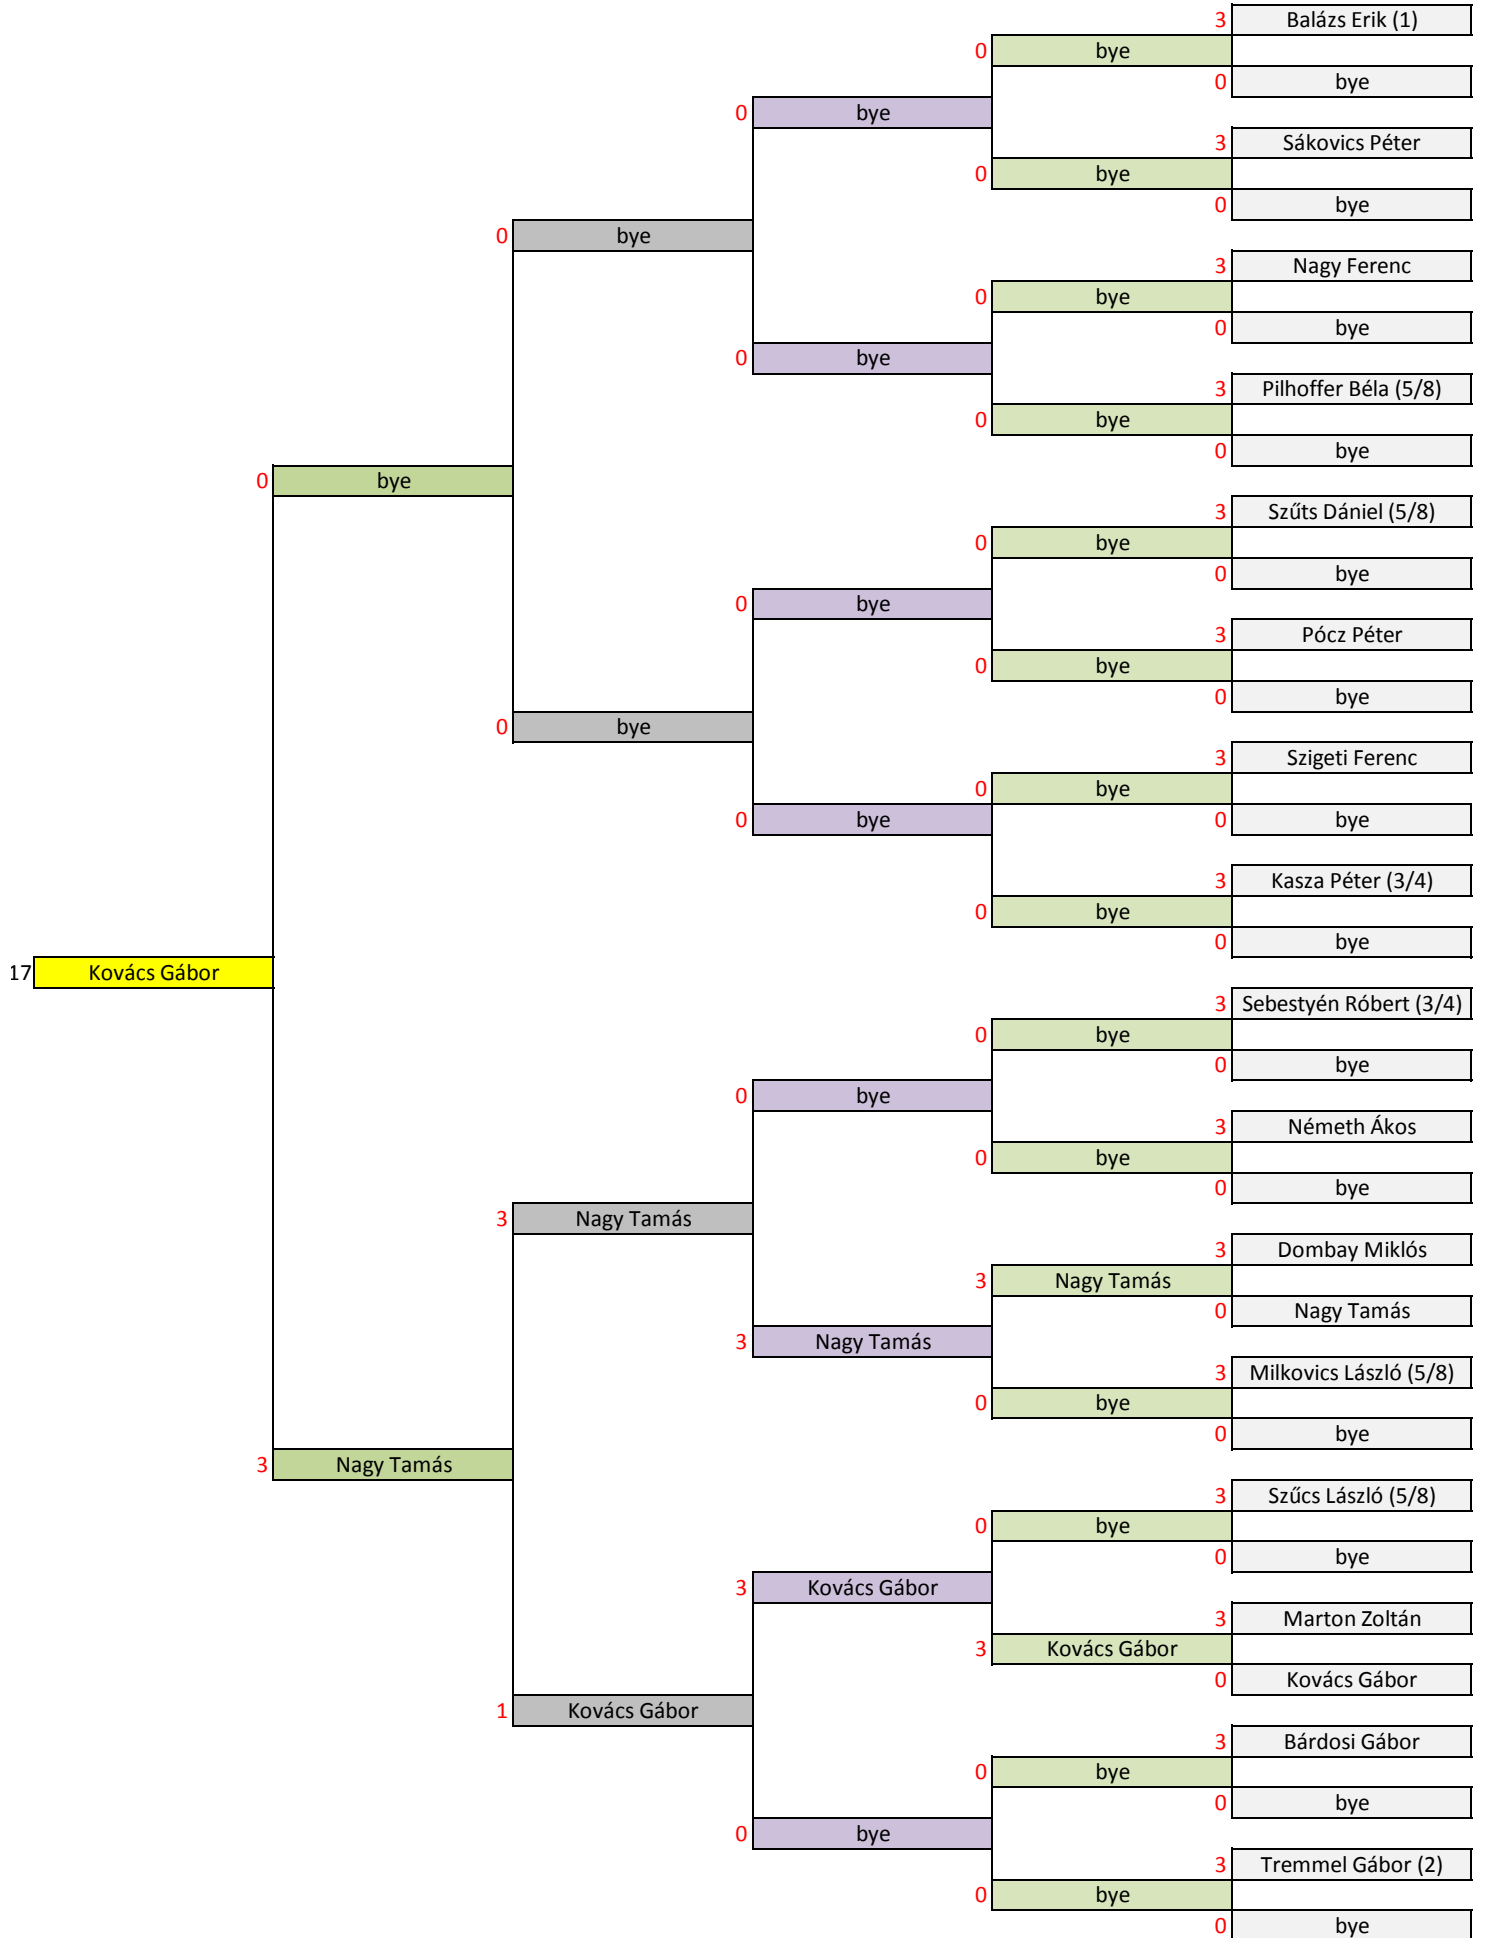 3 Balázs Erik (1)
0 bye
0 bye
0 bye
3 Sákovics Péter
0 bye
0 bye
0 bye
3 Nagy Ferenc
0 bye
0 bye
0 bye
3 Pilhoffer Béla (5/8)
0 bye
0 bye
0 bye
3 Szűts Dániel (5/8)
0 bye
0 bye
0 bye
3 Pócz Péter
0 bye
0 bye
0 bye
3 Szigeti Ferenc
0 bye
0 bye
0 bye
3 Kasza Péter (3/4)
0 bye
0 bye
17 Kovács Gábor
3 Sebestyén Róbert (3/4)
0 bye
0 bye
0 bye
3 Németh Ákos
0 bye
0 bye
3 Nagy Tamás
3 Dombay Miklós
3 Nagy Tamás
0 Nagy Tamás
3 Nagy Tamás
3 Milkovics László (5/8)
0 bye
0 bye
3 Nagy Tamás
3 Szűcs László (5/8)
0 bye
0 bye
3 Kovács Gábor
3 Marton Zoltán
3 Kovács Gábor
0 Kovács Gábor
1 Kovács Gábor
3 Bárdosi Gábor
0 bye
0 bye
0 bye
3 Tremmel Gábor (2)
0 bye
0 bye